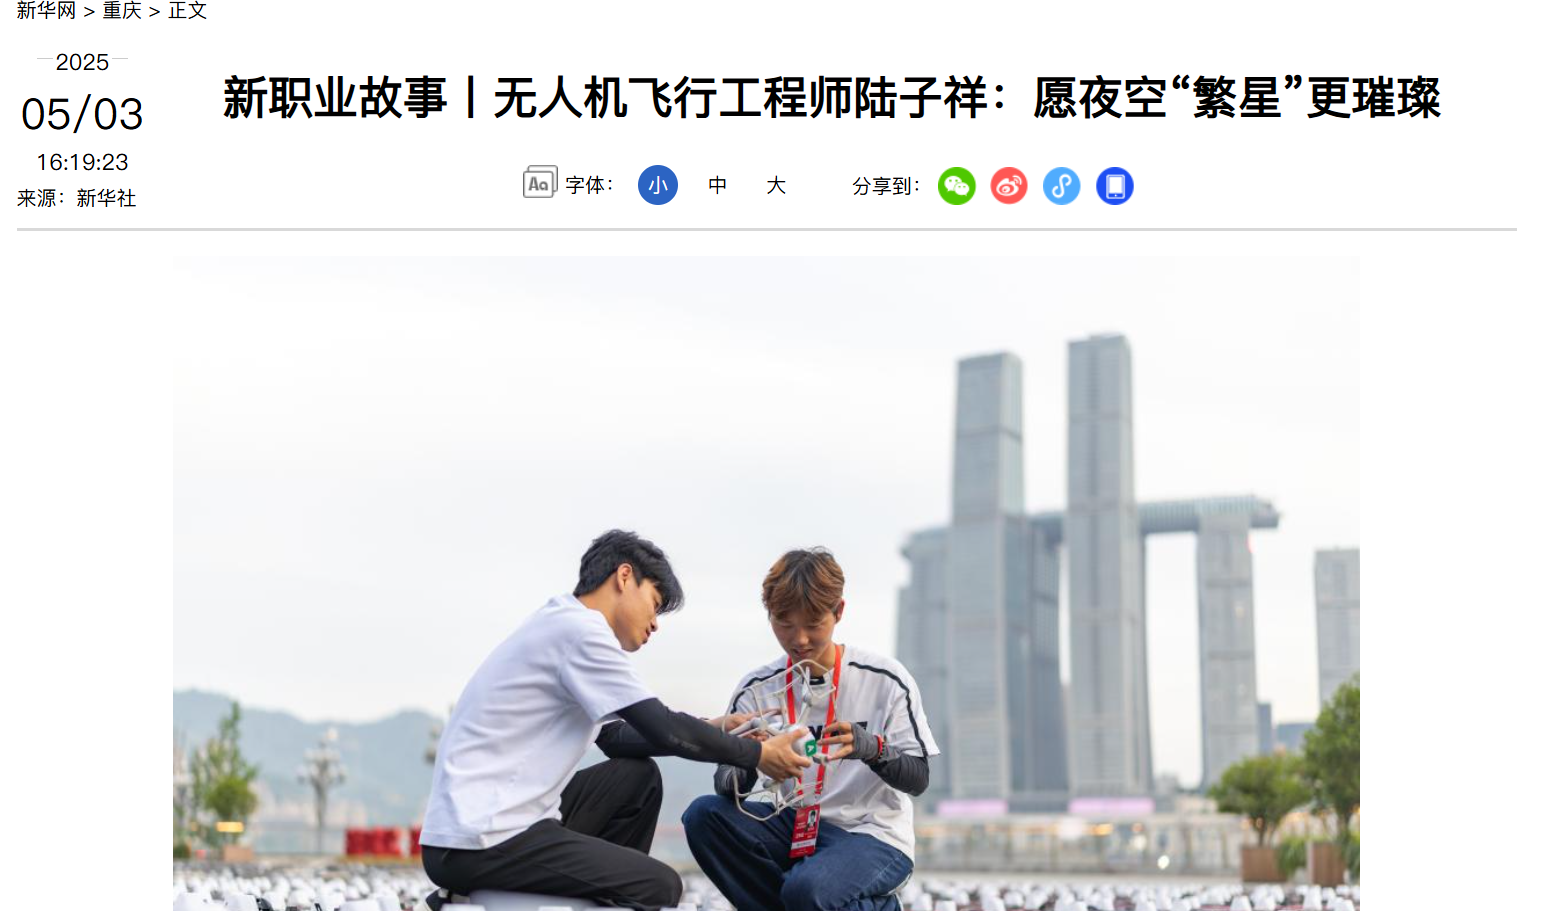 新华网 > 重庆 > 正文
2025
05/03
16:19:23
来源：新华社
新职业故事丨无人机飞行工程师陆子祥：愿夜空“繁星”更璀璨
Aa 字体： 小 中 大 分享到：